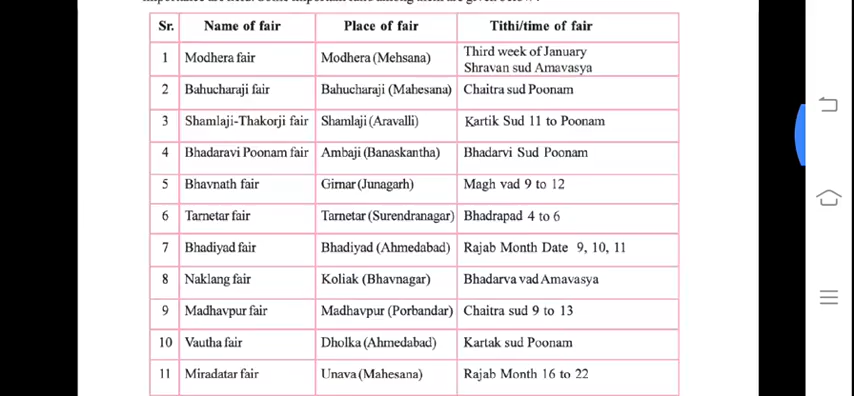 Sr. Name of fair Place of fair Tithi/time of fair
1 Modhera fair Modhera (Mehsana) Third week of January
Shravan sud Amavasya
2 Bahucharaji fair Bahucharaji (Mahesana) Chaitra sud Poonam
3 Shamlaji-Thakorji fair Shamlaji (Aravalli) Kartik Sud 11 to Poonam
4 Bhadaravi Poonam fair Ambaji (Banaskantha) Bhadarvi Sud Poonam
5 Bhavnath fair Girnar (Junagarh) Magh vad 9 to 12
6 Tarnetar fair Tarnetar (Surendranagar) Bhadrapad 4 to 6
7 Bhadiyad fair Bhadiyad (Ahmedabad) Rajab Month Date 9, 10, 11
8 Naklang fair Koliak (Bhavnagar) Bhadarva vad Amavasya
9 Madhavpur fair Madhavpur (Porbandar) Chaitra sud 9 to 13
10 Vautha fair Dholka (Ahmedabad) Kartak sud Poonam
11 Miradatar fair Unava (Mahesana) Rajab Month 16 to 22